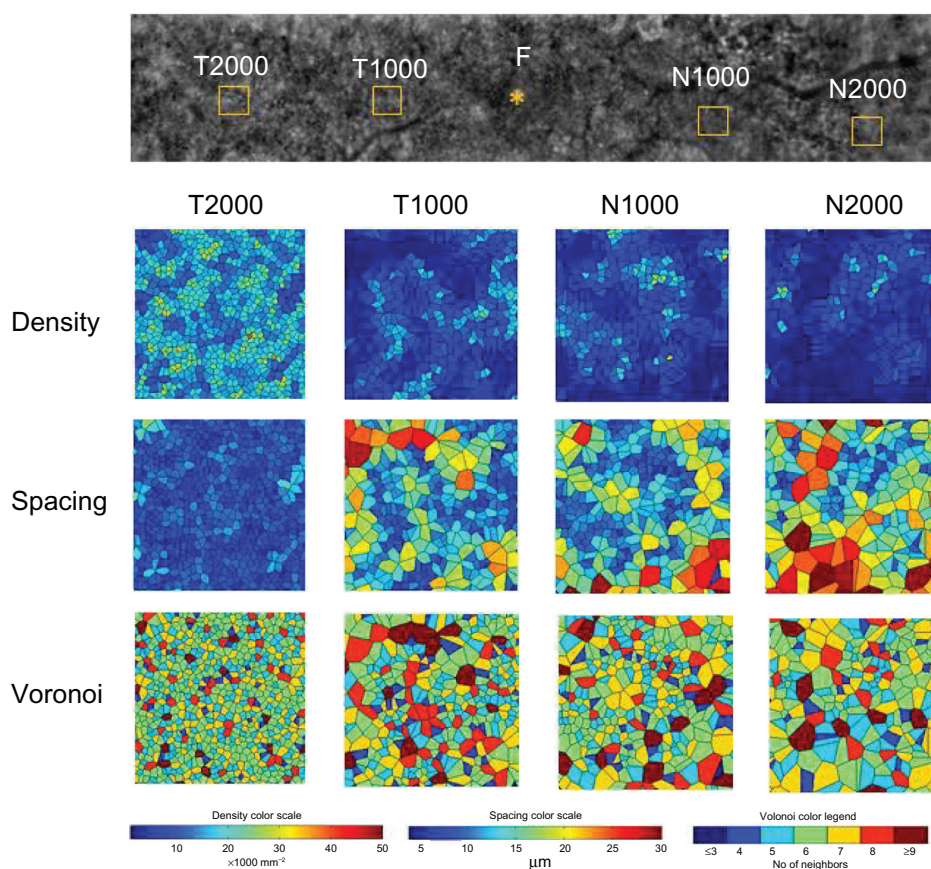 F
T2000 T1000 N1000 N2000
T2000 T1000 N1000 N2000
Density
Spacing
Voronoi
Density color scale Spacing color scale Volonoi color legend
10 20 30 40 50 5 10 15 20 25 30 ≤3 4 5 6 7 8 ≥9
×1000 mm⁻² μm No of neighbors